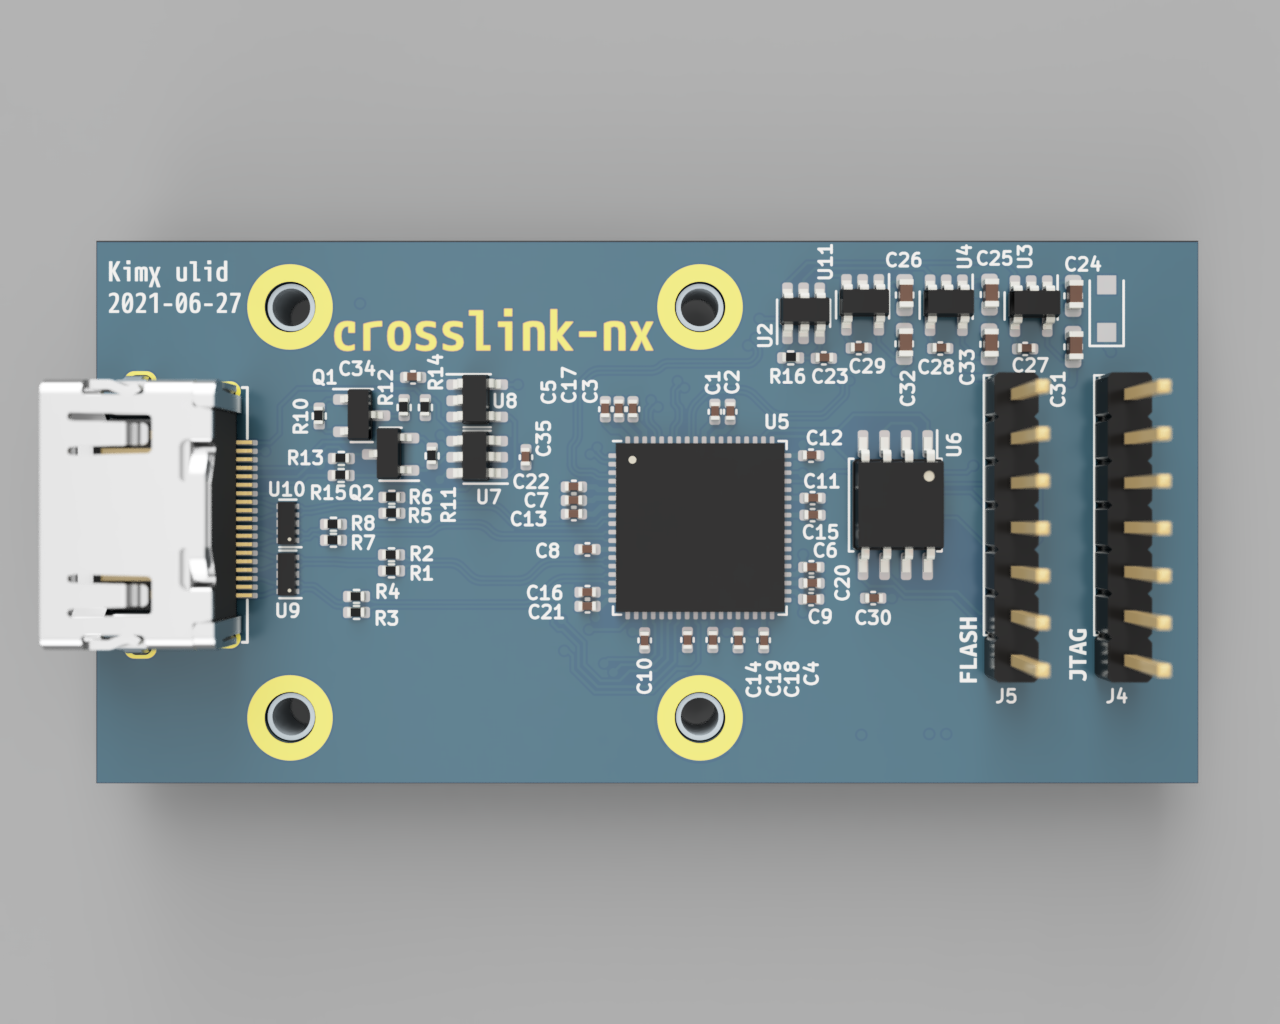 Kimχ ulid
2021-06-27
crosslink-nx
U11
C26
U4
C25
U3
C24
U2
R16
C23
C29
C32
C28
C33
C27
C31
Q1
C34
R12
R14
R10
U8
C5
C17
C3
C1
C2
U5
R13
R15
Q2
U10
C35
C12
U6
R6
R5
R11
U7
C22
C7
C13
C11
C15
R8
R7
C8
C6
R2
R1
C20
R4
R3
U9
C16
C21
C9
C30
C10
C14
C19
C18
C4
FLASH
J5
JTAG
J4